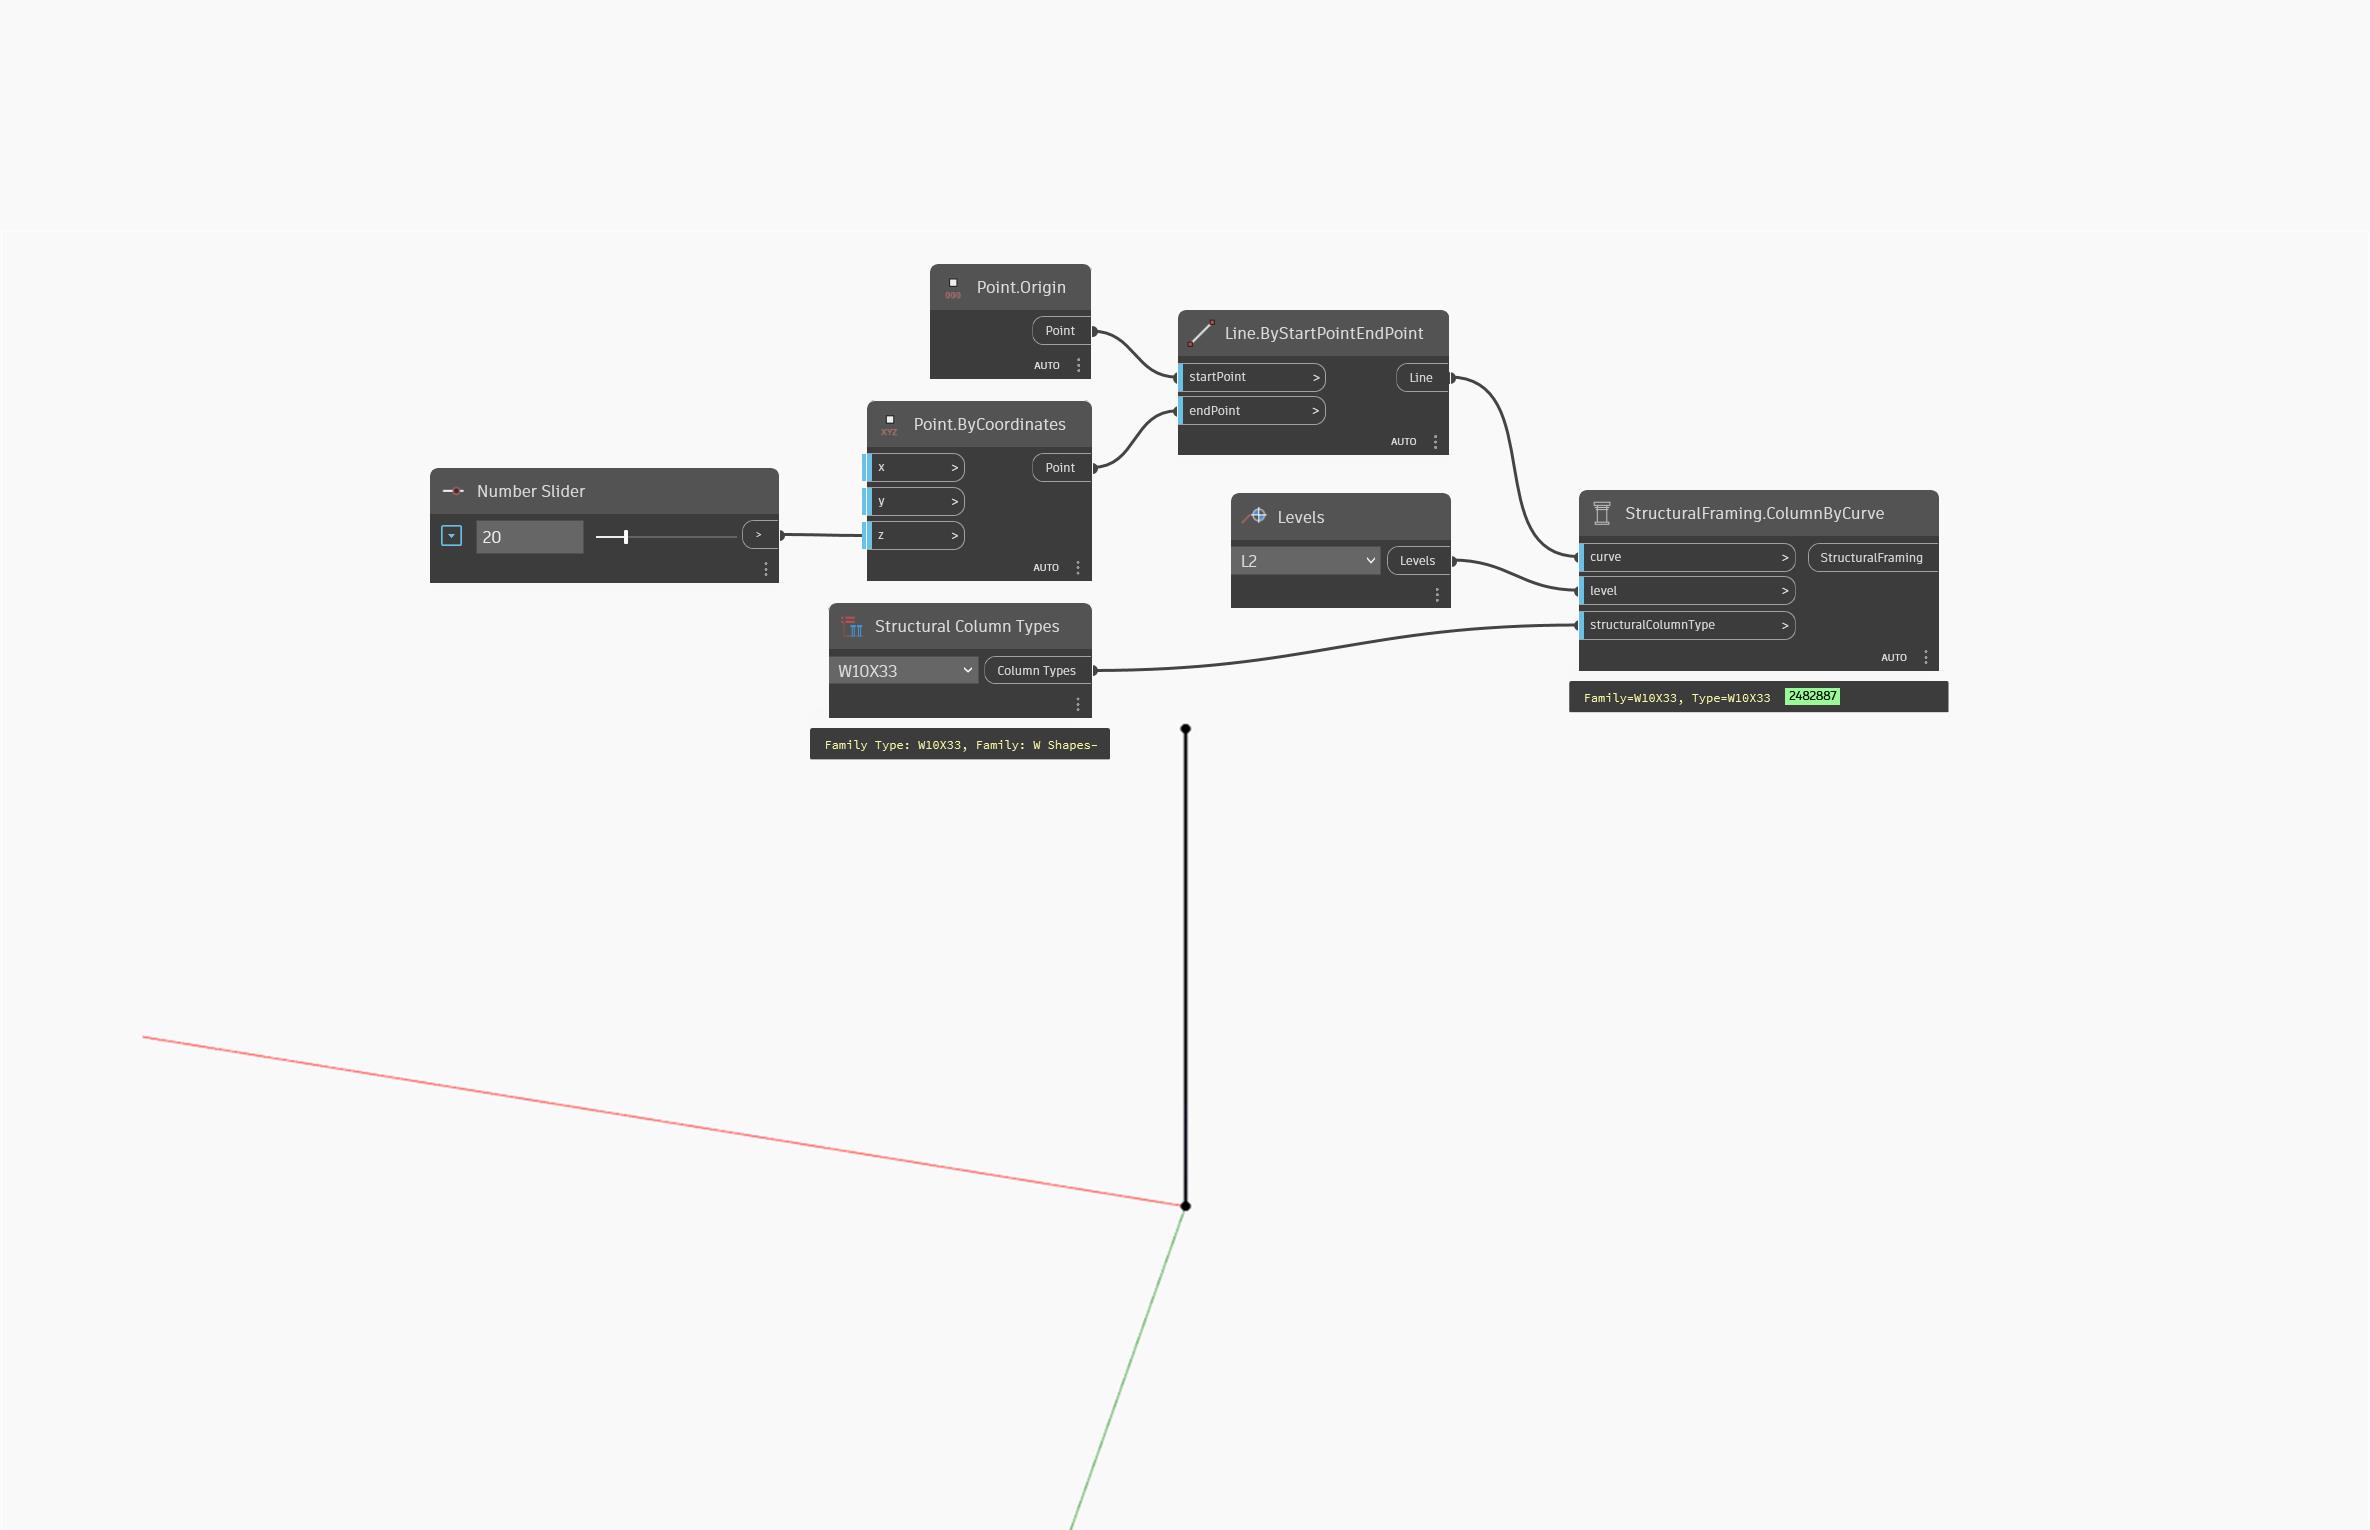 Point.Origin
Point
AUTO
Line.ByStartPointEndPoint
startPoint >
Line
endPoint >
AUTO
Point.ByCoordinates
x >
Point
y >
z >
AUTO
Number Slider
20
>
Levels
L2
Levels
StructuralFraming.ColumnByCurve
curve >
StructuralFraming
level >
structuralColumnType >
AUTO
Family=W10X33, Type=W10X33 2482887
Structural Column Types
W10X33
Column Types
Family Type: W10X33, Family: W Shapes-
000
XYZ